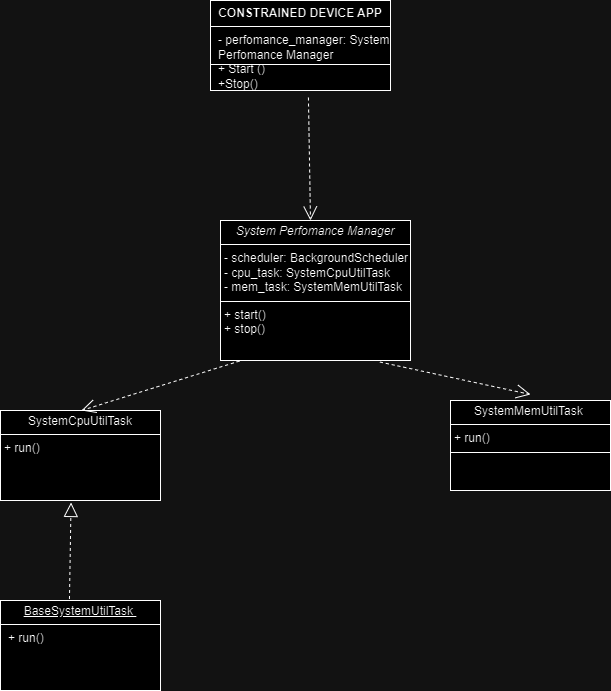 CONSTRAINED DEVICE APP
- perfomance_manager: System
Perfomance Manager
+ Start ()
+Stop()
System Perfomance Manager
- scheduler: BackgroundScheduler
- cpu_task: SystemCpuUtilTask
- mem_task: SystemMemUtilTask
+ start()
+ stop()
SystemCpuUtilTask
+ run()
SystemMemUtilTask
+ run()
BaseSystemUtilTask
+ run()